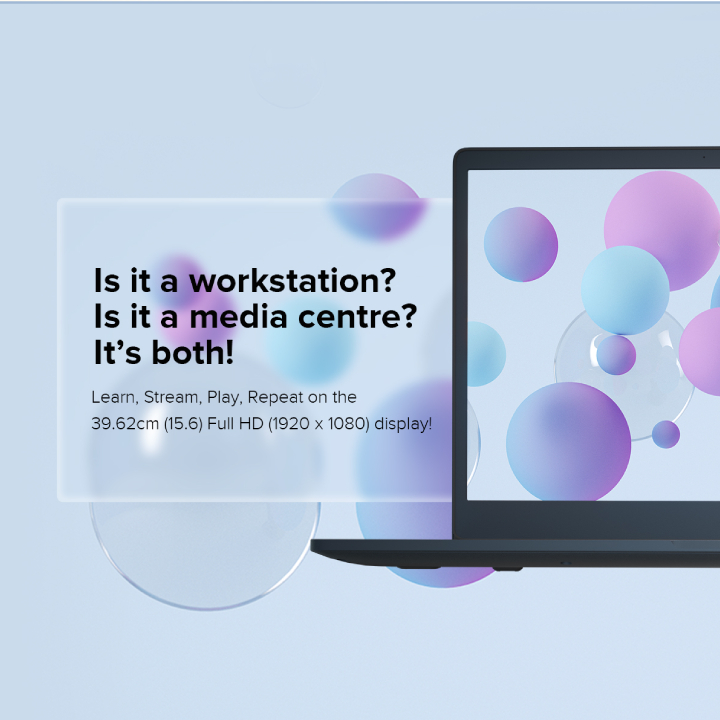 Is it a workstation?
Is it a media centre?
It’s both!
Learn, Stream, Play, Repeat on the
39.62cm (15.6) Full HD (1920 x 1080) display!